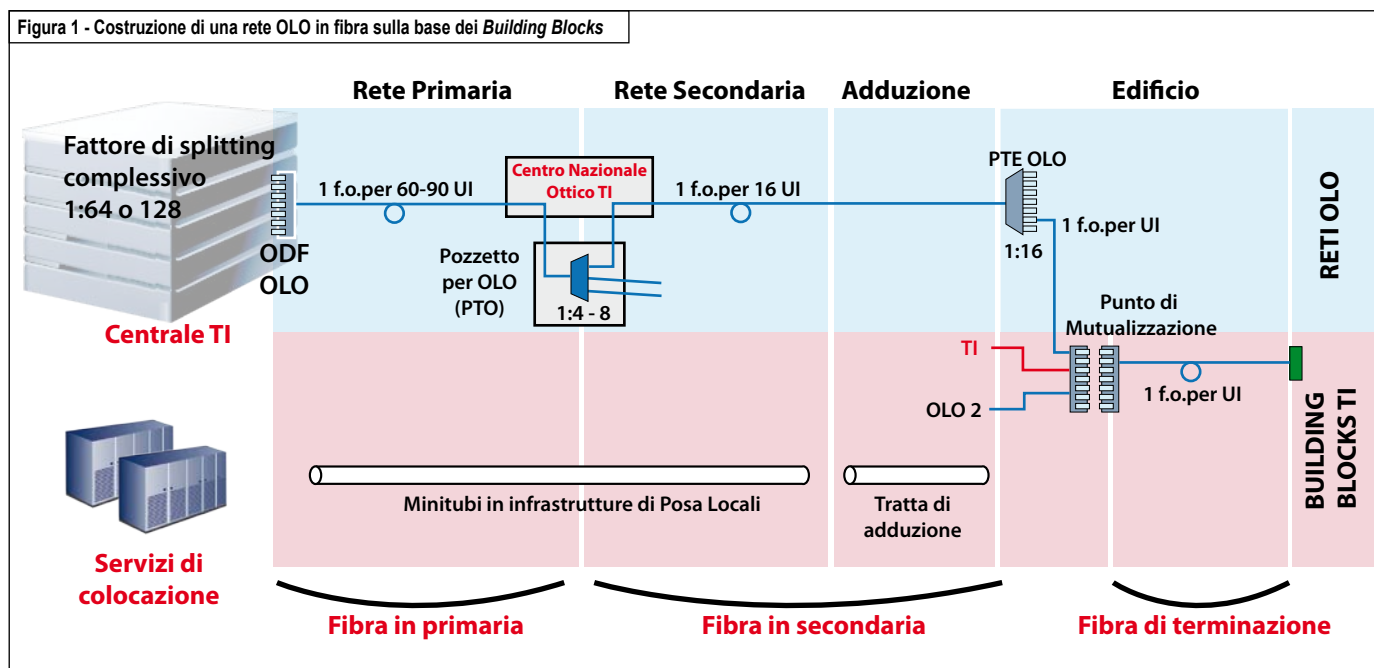 Figura 1 - Costruzione di una rete OLO in fibra sulla base dei Building Blocks
Rete Primaria
Rete Secondaria
Adduzione
Edificio
Fattore di splitting
complessivo
1:64 o 128
ODF
OLO
Centrale TI
1 f.o.per 60-90 UI
Centro Nazionale
Ottico TI
Pozzetto
per OLO
(PTO)
1:4 - 8
1 f.o.per 16 UI
PTE OLO
1:16
1 f.o.per UI
RETI OLO
Punto di
Mutualizzazione
TI
OLO 2
1 f.o.per UI
BUILDING
BLOCKS TI
Minitubi in infrastrutture di Posa Locali
Tratta di
adduzione
Servizi di
colocazione
Fibra in primaria
Fibra in secondaria
Fibra di terminazione